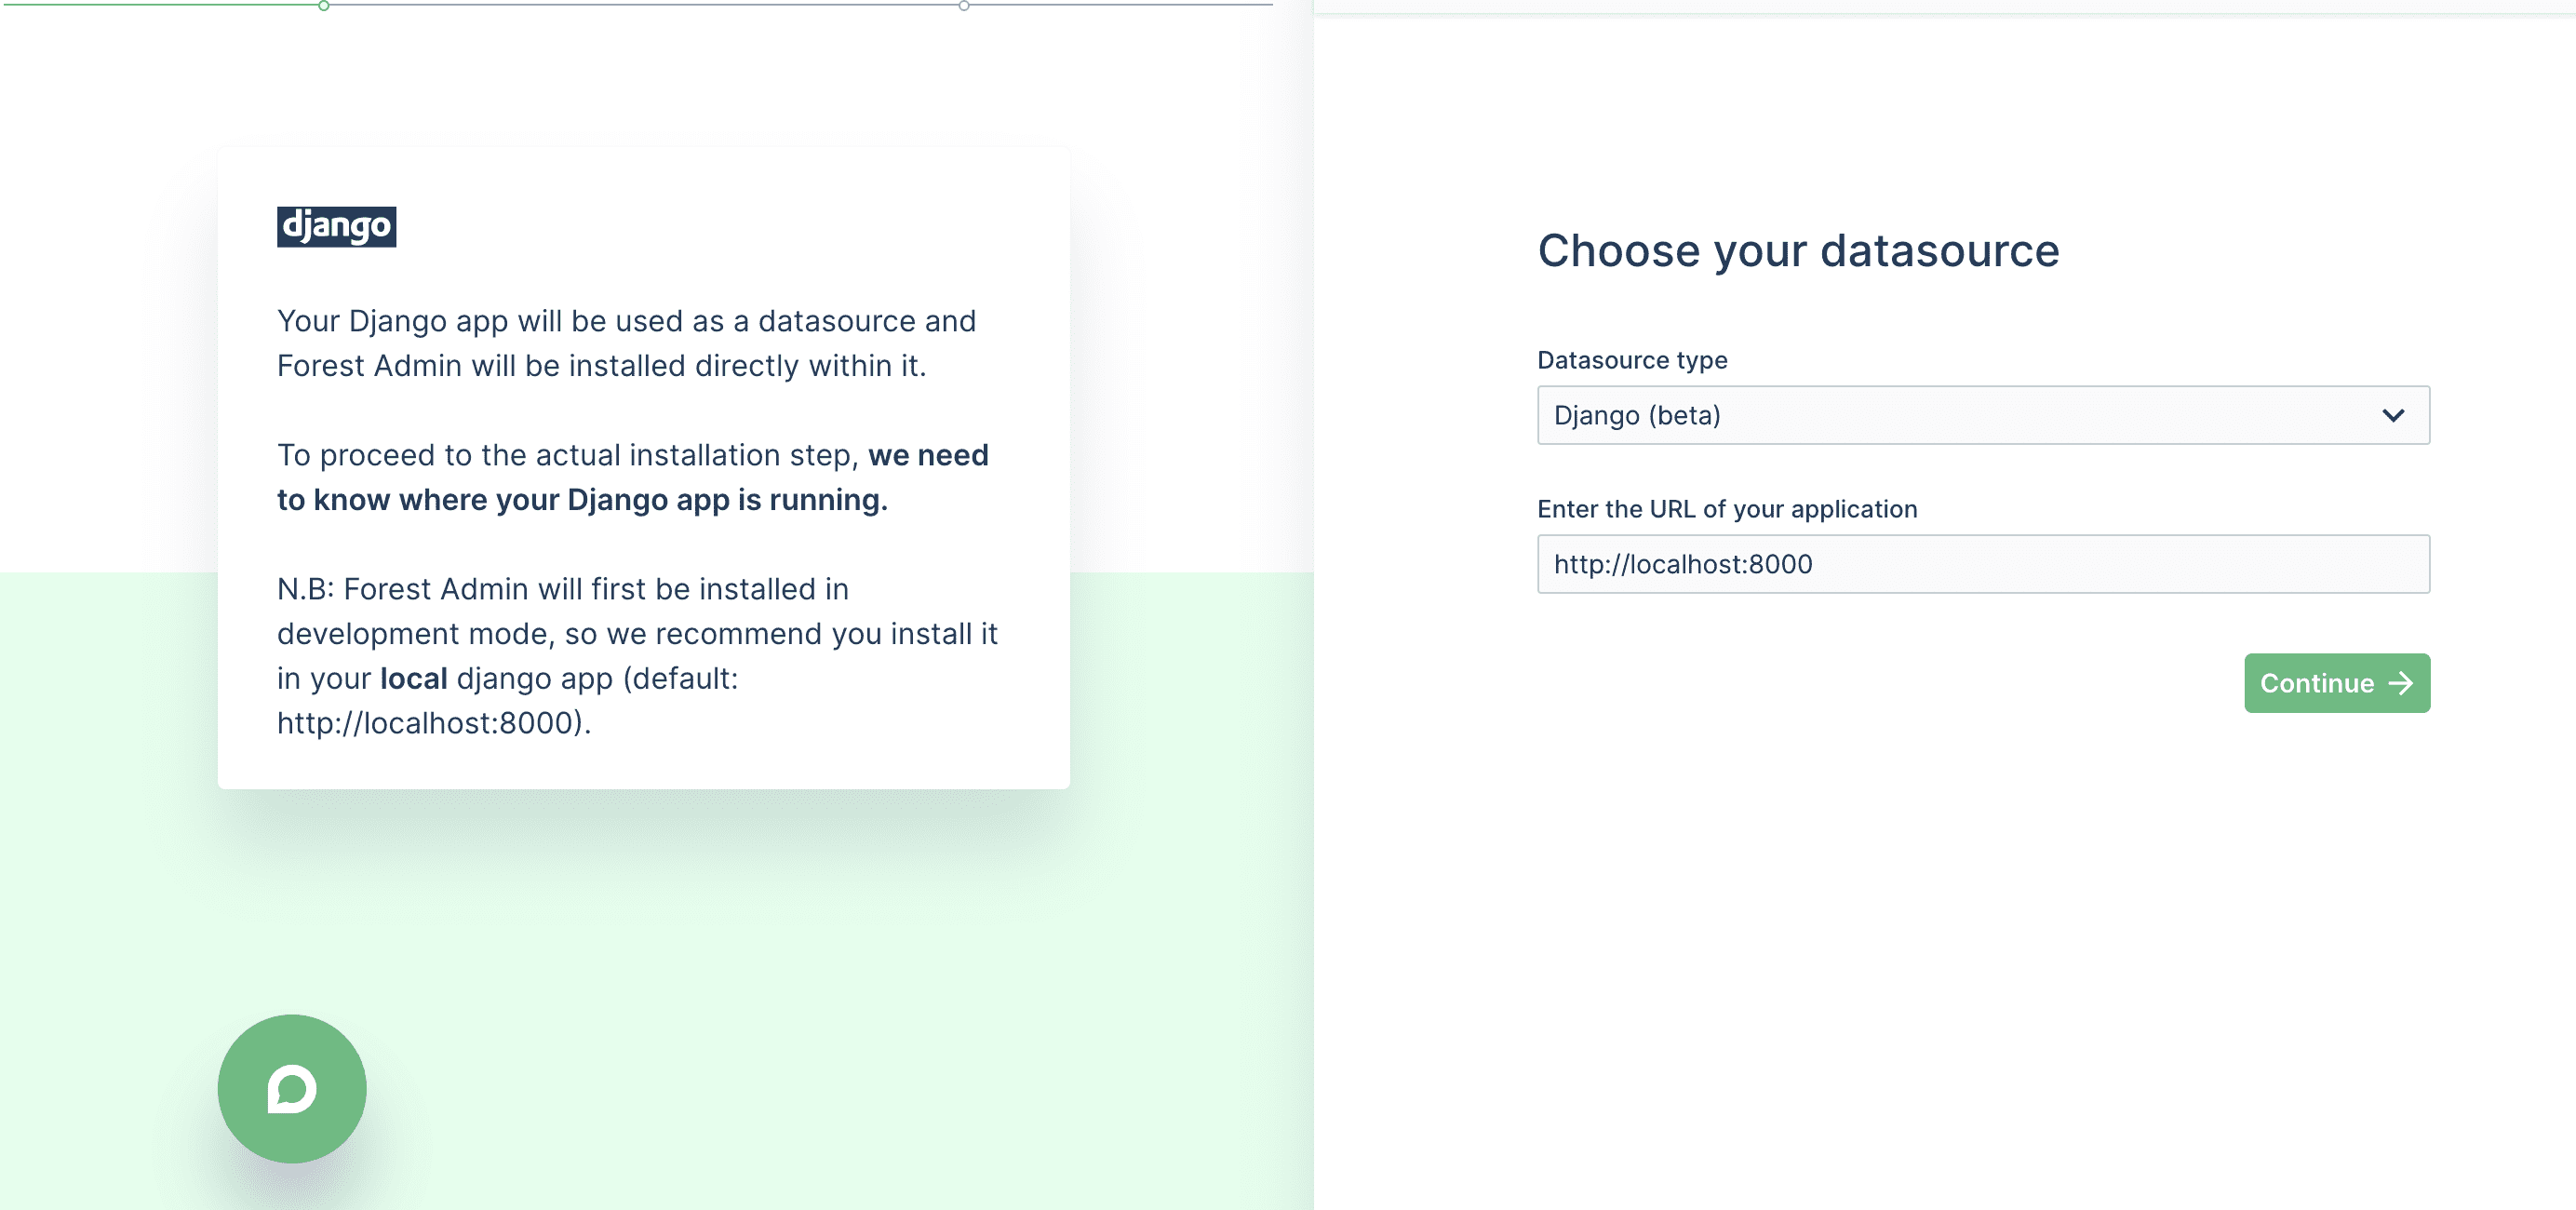 django
Your Django app will be used as a datasource and
Forest Admin will be installed directly within it.
To proceed to the actual installation step, we need
to know where your Django app is running.
N.B: Forest Admin will first be installed in
development mode, so we recommend you install it
in your local django app (default:
http://localhost:8000).
Choose your datasource
Datasource type
Django (beta)
Enter the URL of your application
http://localhost:8000
Continue